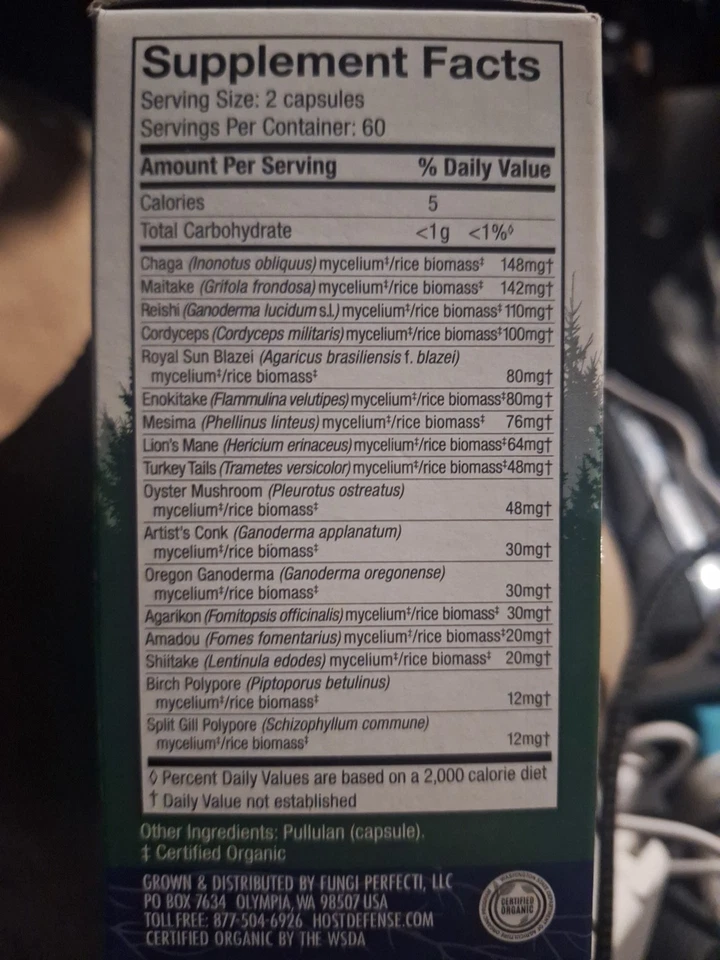 Supplement Facts
Serving Size: 2 capsules
Servings Per Container: 60
Amount Per Serving % Daily Value
Calories 5
Total Carbohydrate <1g <1%◊
Chaga (Inonotus obliquus) mycelium‡/rice biomass‡ 148mg†
Maitake (Grifola frondosa) mycelium‡/rice biomass‡ 142mg†
Reishi (Ganoderma lucidum s.l.) mycelium‡/rice biomass‡ 110mg†
Cordyceps (Cordyceps militaris) mycelium‡/rice biomass‡ 100mg†
Royal Sun Blazei (Agaricus brasiliensis f. blazei)
mycelium‡/rice biomass‡ 80mg†
Enokitake (Flammulina velutipes) mycelium‡/rice biomass‡ 80mg†
Mesima (Phellinus linteus) mycelium‡/rice biomass‡ 76mg†
Lion's Mane (Hericium erinaceus) mycelium‡/rice biomass‡ 64mg†
Turkey Tails (Trametes versicolor) mycelium‡/rice biomass‡ 48mg†
Oyster Mushroom (Pleurotus ostreatus)
mycelium‡/rice biomass‡ 48mg†
Artist's Conk (Ganoderma applanatum)
mycelium‡/rice biomass‡ 30mg†
Oregon Ganoderma (Ganoderma oregonense)
mycelium‡/rice biomass‡ 30mg†
Agarikon (Fomitopsis officinalis) mycelium‡/rice biomass‡ 30mg†
Amadou (Fomes fomentarius) mycelium‡/rice biomass‡ 20mg†
Shiitake (Lentinula edodes) mycelium‡/rice biomass‡ 20mg†
Birch Polypore (Piptoporus betulinus)
mycelium‡/rice biomass‡ 12mg†
Split Gill Polypore (Schizophyllum commune)
mycelium‡/rice biomass‡ 12mg†
◊ Percent Daily Values are based on a 2,000 calorie diet
† Daily Value not established
Other Ingredients: Pullulan (capsule).
‡ Certified Organic
GROWN & DISTRIBUTED BY FUNGI PERFECTI, LLC
PO BOX 7634 OLYMPIA, WA 98507 USA
TOLL FREE: 877-504-6926 HOSTDEFENSE.COM
CERTIFIED ORGANIC BY THE WSDA
CERTIFIED
ORGANIC